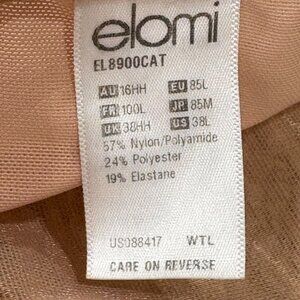 elomi
EL8900CAT
AU 16HH EU 85L
FR 100L JP 85M
UK 38HH US 38L
57% Nylon/Polyamide
24% Polyester
19% Elastane
US088417 WTL
CARE ON REVERSE